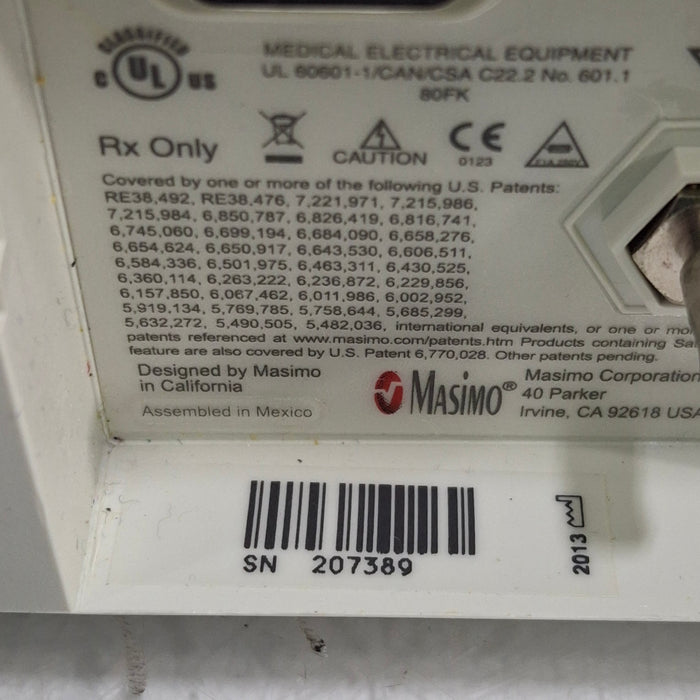 CLASSIFIED
C UL US
MEDICAL ELECTRICAL EQUIPMENT
UL 60601-1/CAN/CSA C22.2 No. 601.1
80FK
Rx Only
CAUTION
CE
0123
Covered by one or more of the following U.S. Patents:
RE38,492, RE38,476, 7,221,971, 7,215,986,
7,215,984, 6,850,787, 6,826,419, 6,816,741,
6,745,060, 6,699,194, 6,684,090, 6,658,276,
6,654,624, 6,650,917, 6,643,530, 6,606,511,
6,584,336, 6,501,975, 6,463,311, 6,430,525,
6,360,114, 6,263,222, 6,236,872, 6,229,856,
6,157,850, 6,067,462, 6,011,986, 6,002,952,
5,919,134, 5,769,785, 5,758,644, 5,685,299,
5,632,272, 5,490,505, 5,482,036, international equivalents, or one or mo
patents referenced at www.masimo.com/patents.htm Products containing Sa
feature are also covered by U.S. Patent 6,770,028. Other patents pending.
Designed by Masimo
in California
Assembled in Mexico
MASIMO®
Masimo Corporation
40 Parker
Irvine, CA 92618 USA
SN 207389
2013